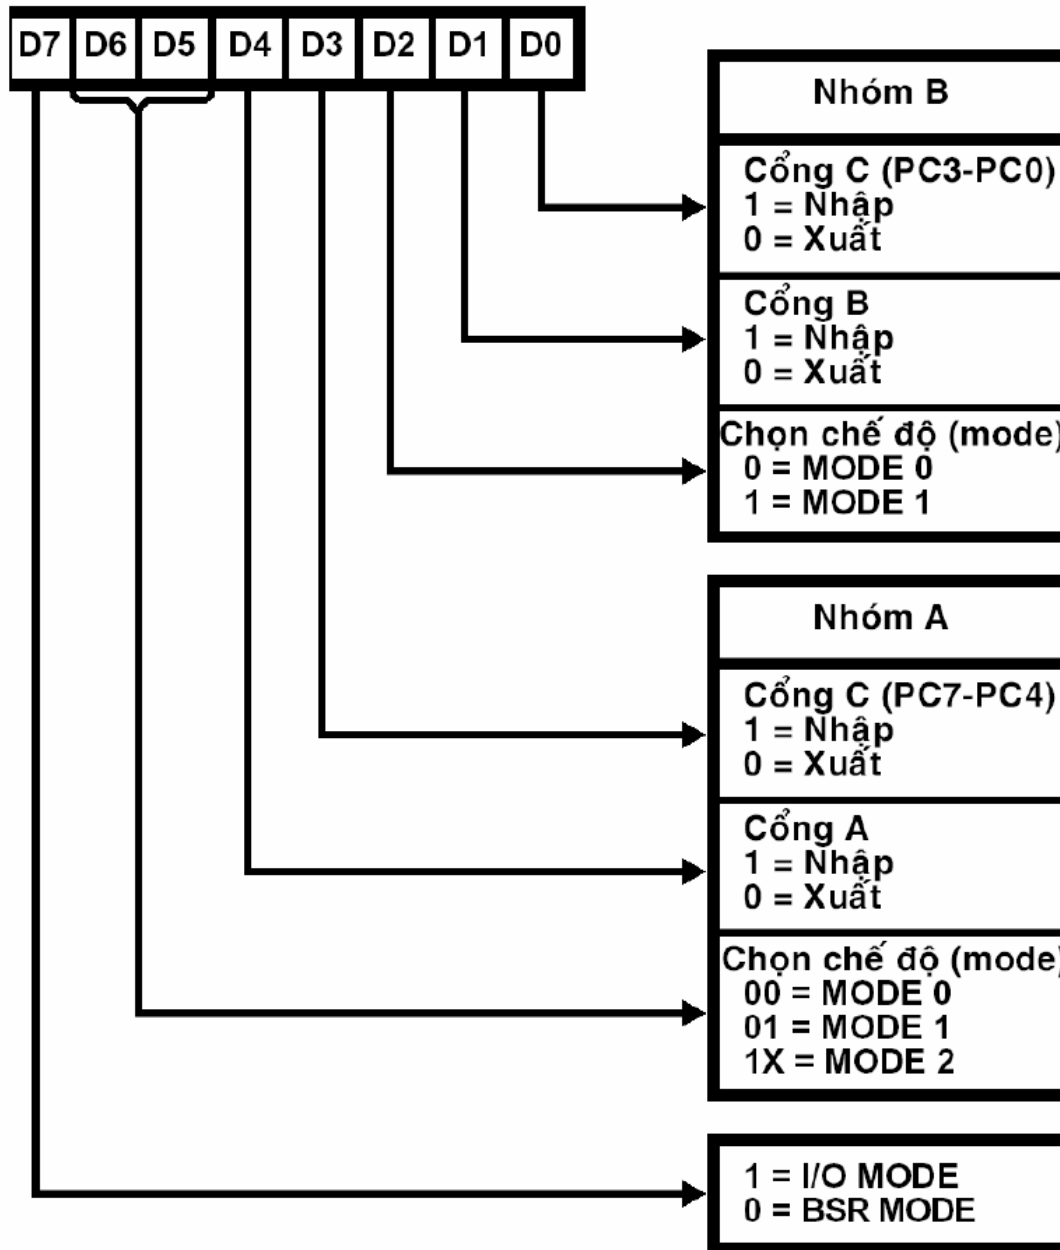 D7 D6 D5 D4 D3 D2 D1 D0
Nhóm B
Cổng C (PC3-PC0)
1 = Nhập
0 = Xuất
Cổng B
1 = Nhập
0 = Xuất
Chọn chế độ (mode)
0 = MODE 0
1 = MODE 1
Nhóm A
Cổng C (PC7-PC4)
1 = Nhập
0 = Xuất
Cổng A
1 = Nhập
0 = Xuất
Chọn chế độ (mode)
00 = MODE 0
01 = MODE 1
1X = MODE 2
1 = I/O MODE
0 = BSR MODE